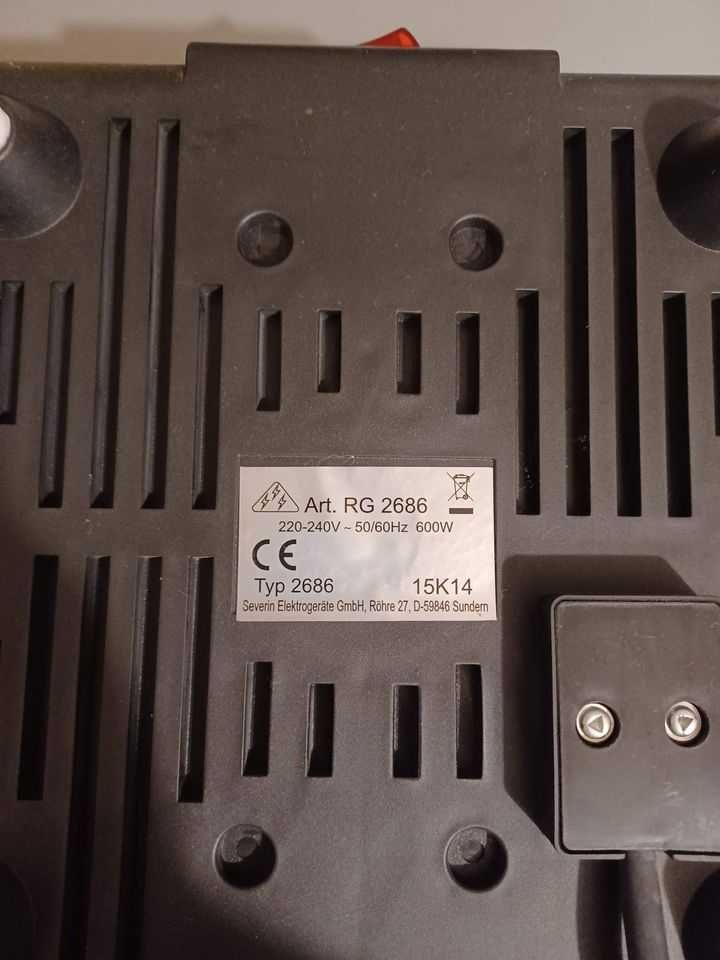 Art. RG 2686
220-240V ~ 50/60Hz 600W
CE
Typ 2686 15K14
Severin Elektrogeräte GmbH, Röhre 27, D-59846 Sundern